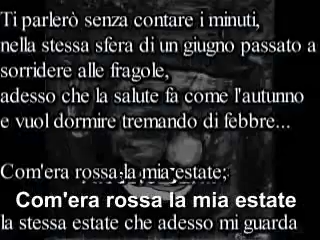 Ti parlerò senza contare i minuti,
nella stessa sfera di un giugno passato a
sorridere alle fragole,
adesso che la salute fa come l'autunno
e vuol dormire tremando di febbre...
Com'era rossa la mia estate;
Com'era rossa la mia estate
la stessa estate che adesso mi guarda